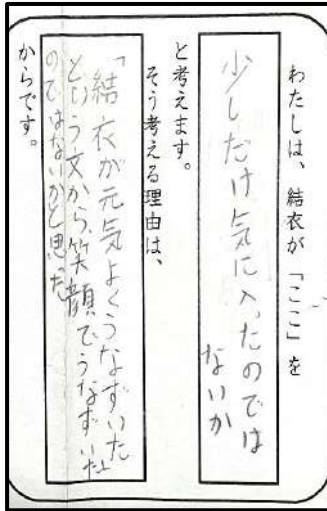 わたしは、結衣が「ここ」を
少しだけ気に入ったのでは
ないか
と考えます。
そう考える理由は、
「結衣が元気よくうなずいた
という文から、笑顔でうなずいた
のではないかと思った
からです。